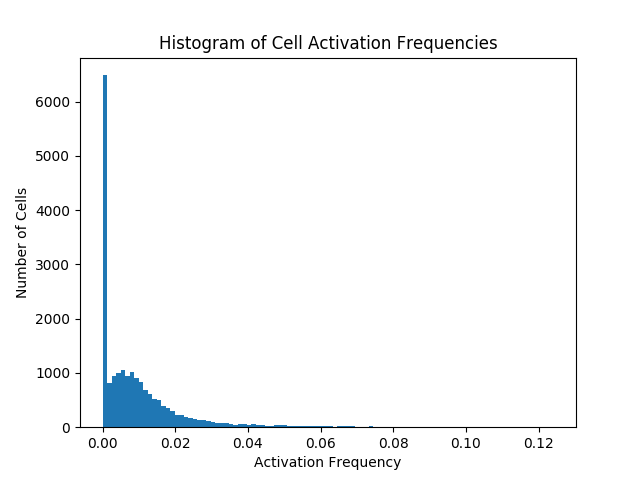 Histogram of Cell Activation Frequencies
6000
5000
4000
3000
2000
1000
0
0.00 0.02 0.04 0.06 0.08 0.10 0.12
Number of Cells
Activation Frequency